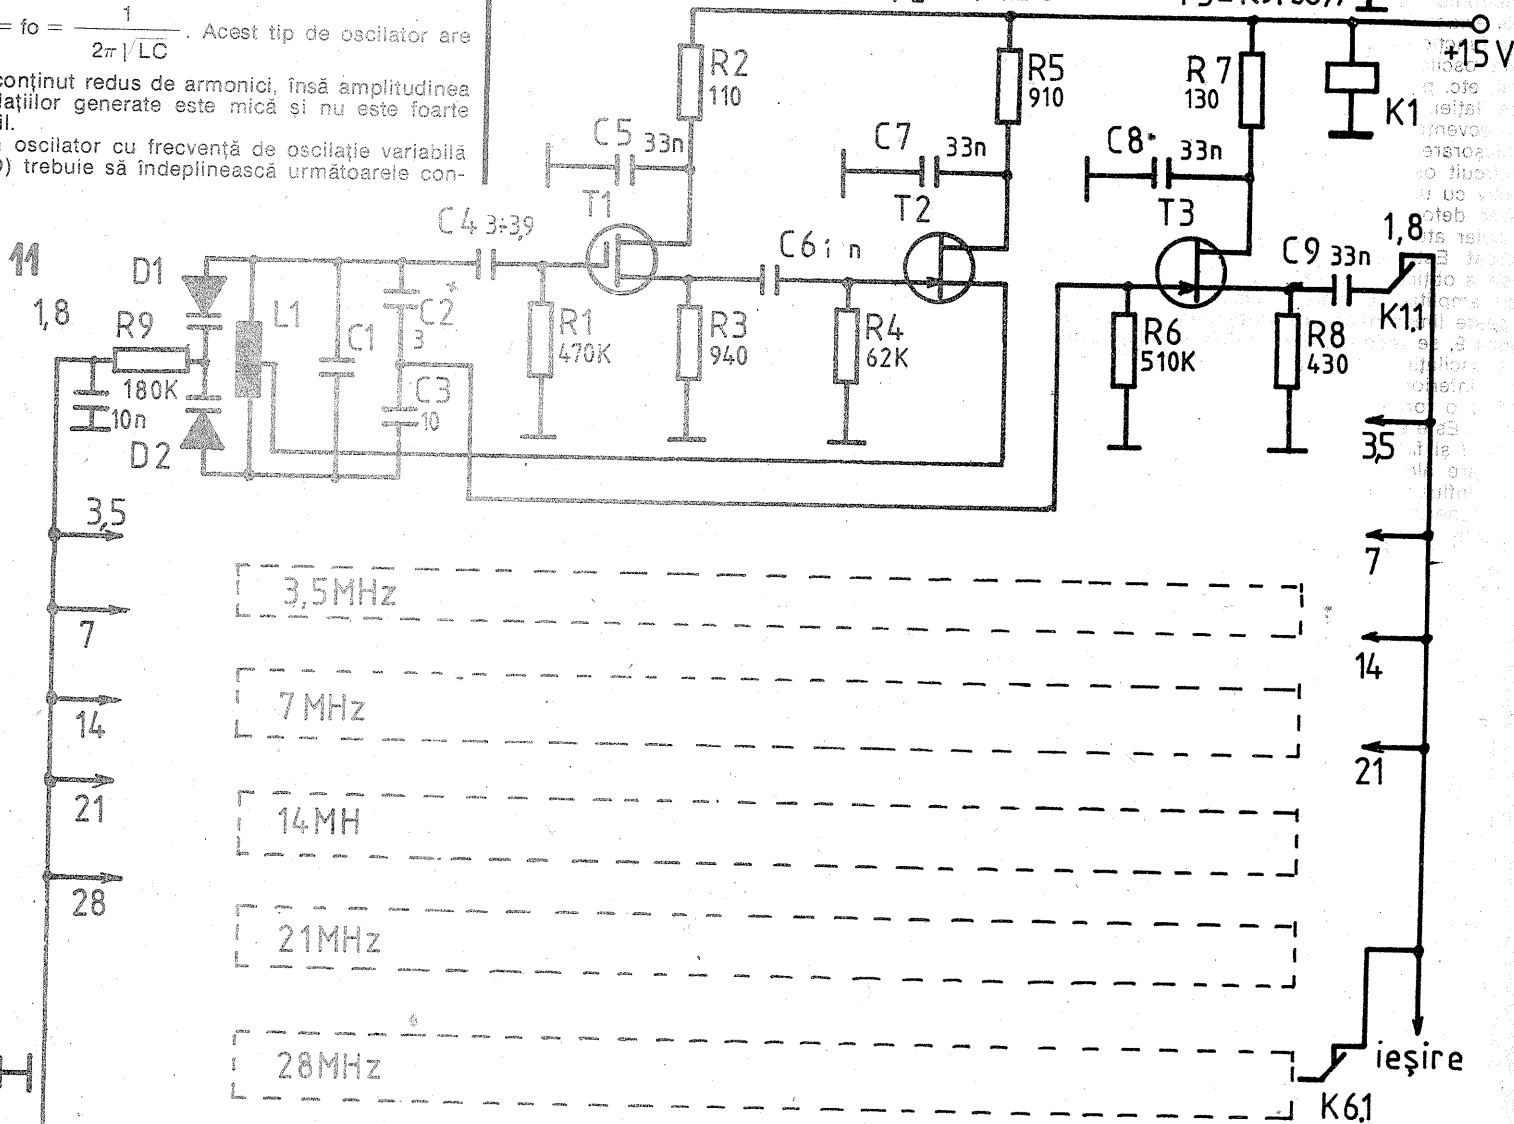 = fo = 1 / 2π √LC . Acest tip de oscilator are
conținut redus de armonici, însă amplitudinea
lațiilor generate este mică și nu este foarte
oscilator cu frecvență de oscilație variabilă
trebuie să îndeplinească următoarele con-
+15 V
R2
110
R5
910
R 7
130
K1
C5 33n
C7 33n
C8 33n
T1
T2
T3
C4 3÷3,9
C6 1n
C9 33n
1,8
K1.1
11
1,8
D1
R9
180K
10n
D2
L1
C1
C2*
3
C3
10
R1
470K
R3
940
R4
62K
R6
510K
R8
430
3,5
7
14
21
28
3,5
7
14
21
3,5MHz
7MHz
14MH
21MHz
28MHz
ieșire
K6.1